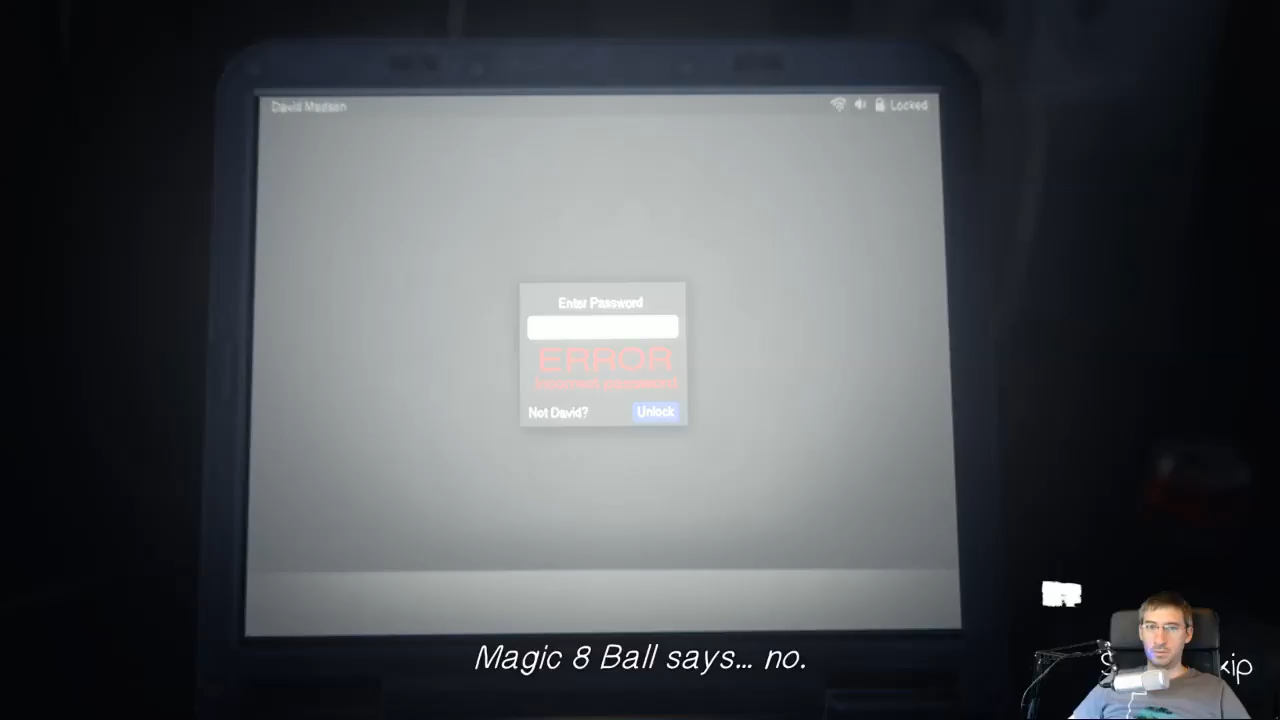 David Madsen
Locked
Enter Password
ERROR
Incorrect password
Not David?
Unlock
Magic 8 Ball says... no.